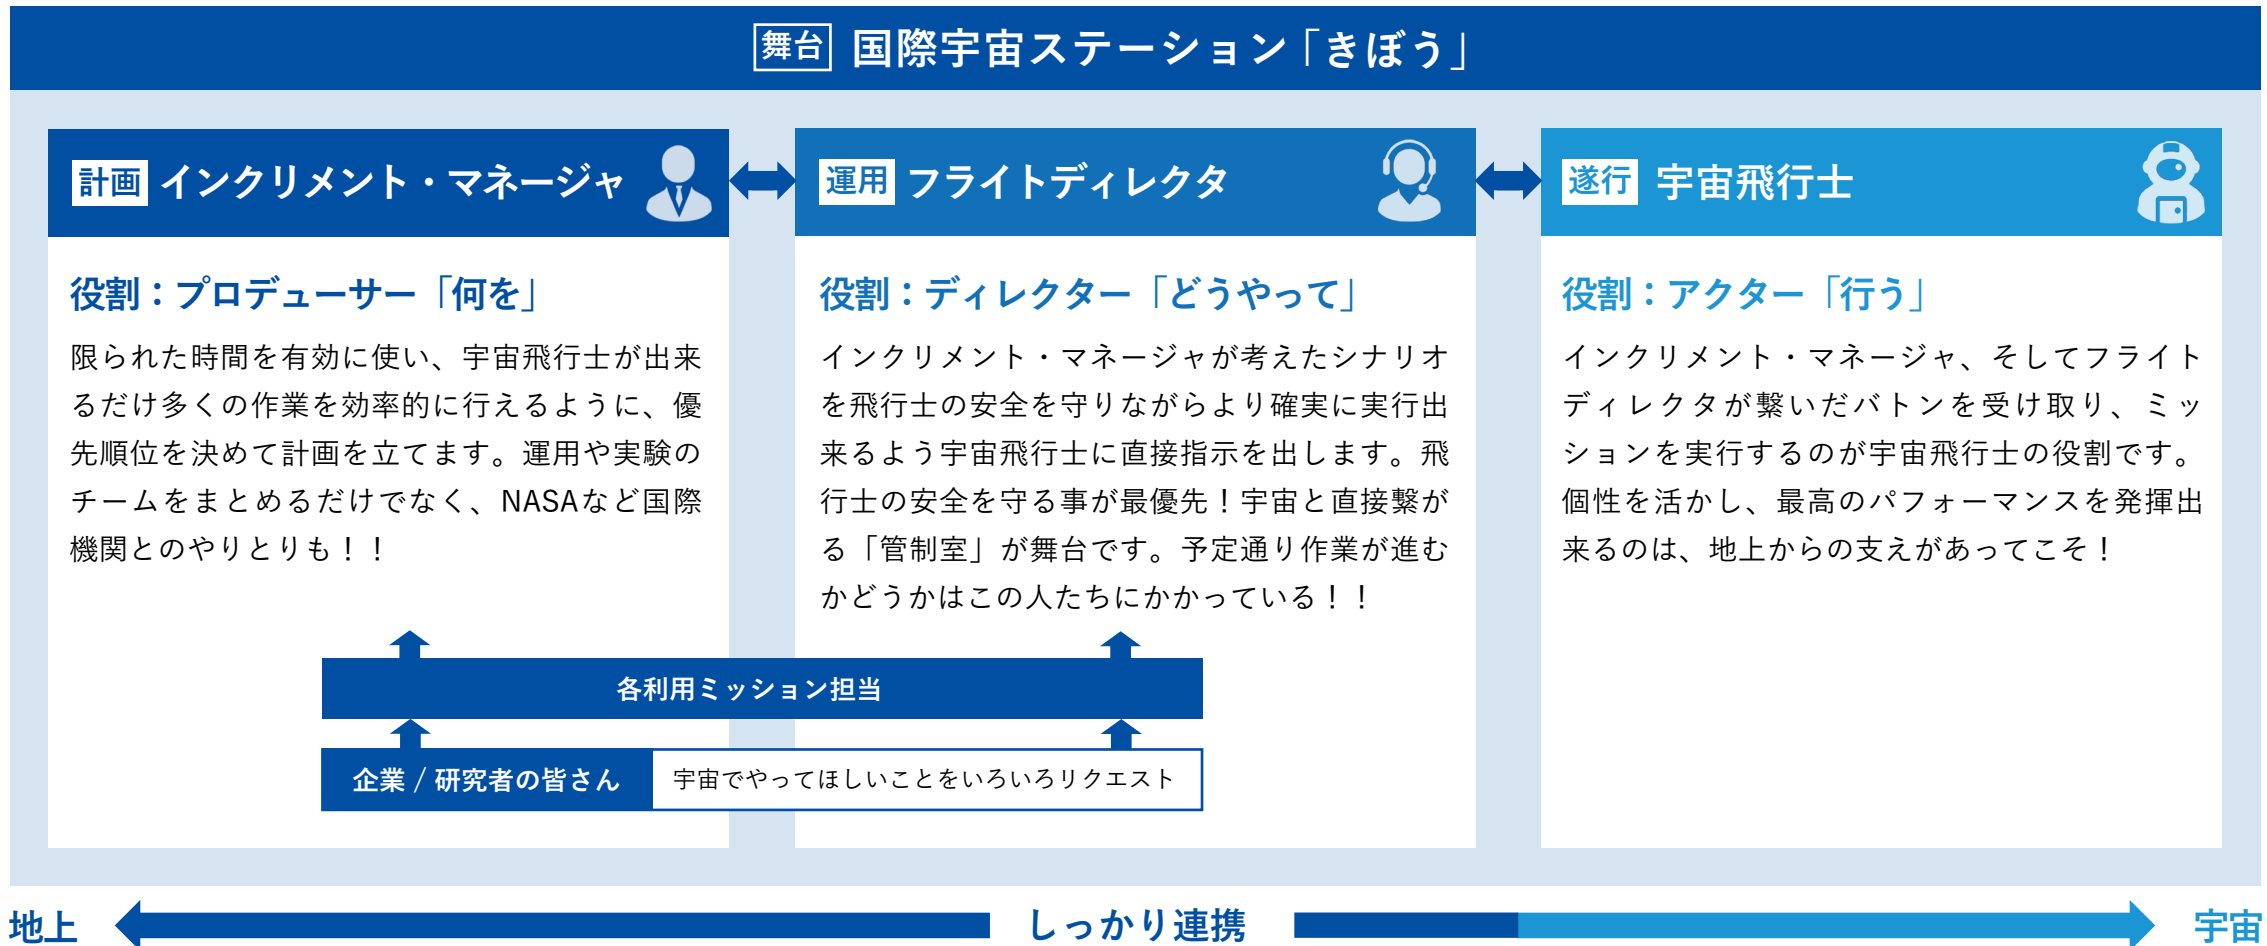 舞台 国際宇宙ステーション「きぼう」
計画 インクリメント・マネージャ
役割：プロデューサー「何を」
限られた時間を有効に使い、宇宙飛行士が出来
るだけ多くの作業を効率的に行えるように、優
先順位を決めて計画を立てます。運用や実験の
チームをまとめるだけでなく、NASAなど国際
機関とのやりとりも！！
運用 フライトディレクタ
役割：ディレクター「どうやって」
インクリメント・マネージャが考えたシナリオ
を飛行士の安全を守りながらより確実に実行出
来るよう宇宙飛行士に直接指示を出します。飛
行士の安全を守る事が最優先！宇宙と直接繋が
る「管制室」が舞台です。予定通り作業が進む
かどうかはこの人たちにかかっている！！
遂行 宇宙飛行士
役割：アクター「行う」
インクリメント・マネージャ、そしてフライト
ディレクタが繋いだバトンを受け取り、ミッ
ションを実行するのが宇宙飛行士の役割です。
個性を活かし、最高のパフォーマンスを発揮出
来るのは、地上からの支えがあってこそ！
各利用ミッション担当
企業 / 研究者の皆さん 宇宙でやってほしいことをいろいろリクエスト
地上 しっかり連携 宇宙